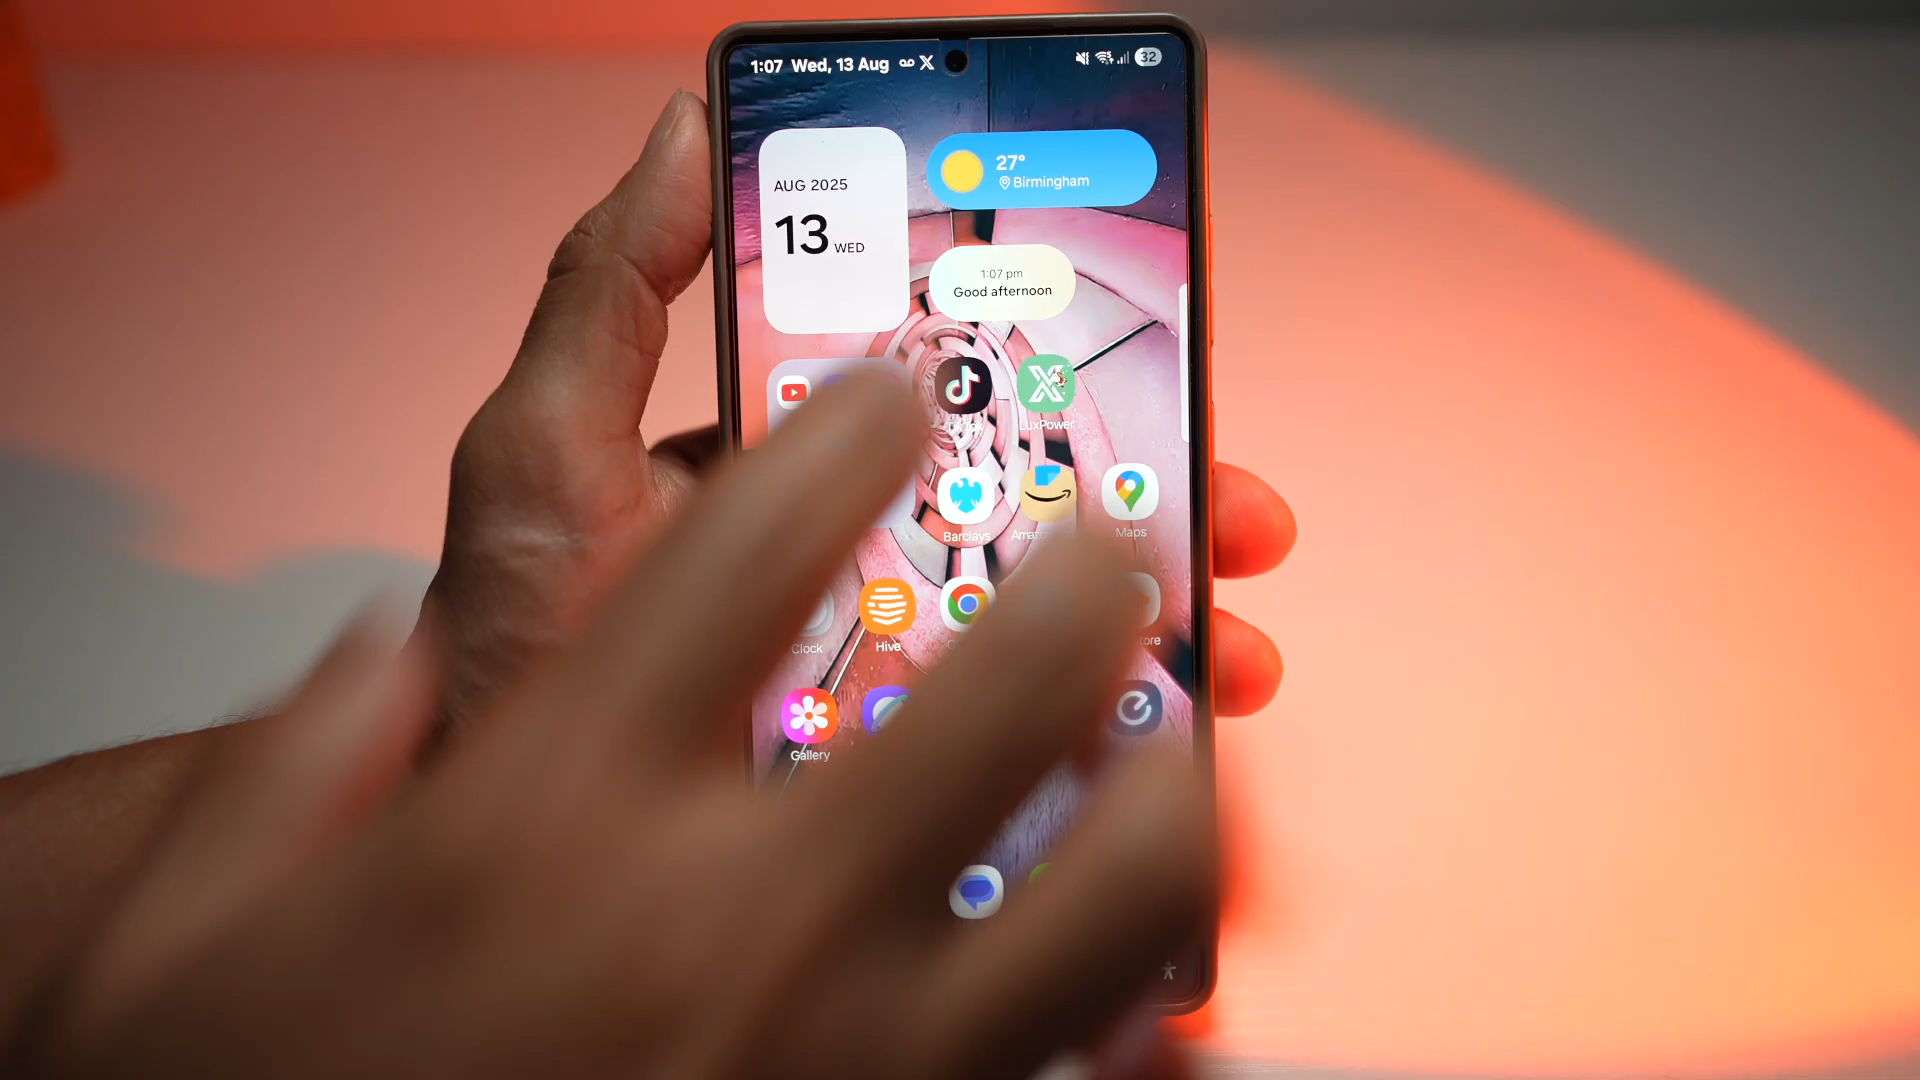 1:07 Wed, 13 Aug
32
AUG 2025
13 WED
27°
Birmingham
1:07 pm
Good afternoon
TikTok
LuxPower
Barclays
Maps
Clock
Hive
Gallery